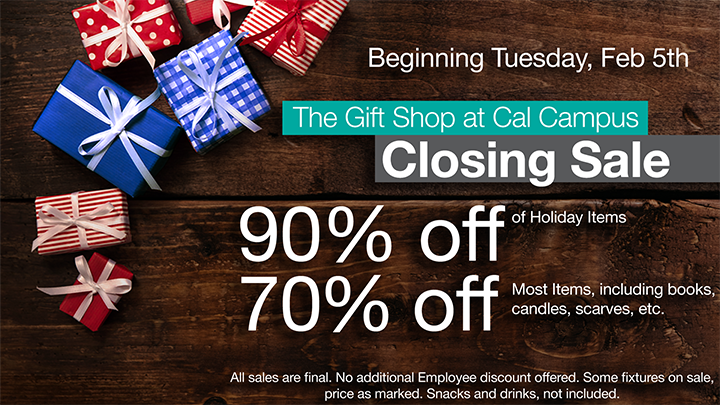 Beginning Tuesday, Feb 5th
The Gift Shop at Cal Campus
Closing Sale
90% off of Holiday Items
70% off Most Items, including books,
candles, scarves, etc.
All sales are final. No additional Employee discount offered. Some fixtures on sale,
price as marked. Snacks and drinks, not included.